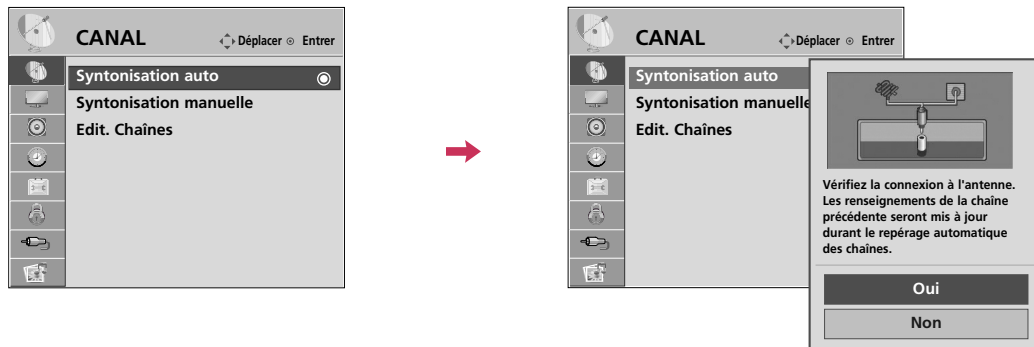 CANAL
Déplacer
Entrer
Syntonisation auto
Syntonisation manuelle
Edit. Chaînes
CANAL
Déplacer
Entrer
Syntonisation auto
Syntonisation manuelle
Edit. Chaînes
Vérifiez la connexion à l'antenne.
Les renseignements de la chaîne
précédente seront mis à jour
durant le repérage automatique
des chaînes.
Oui
Non